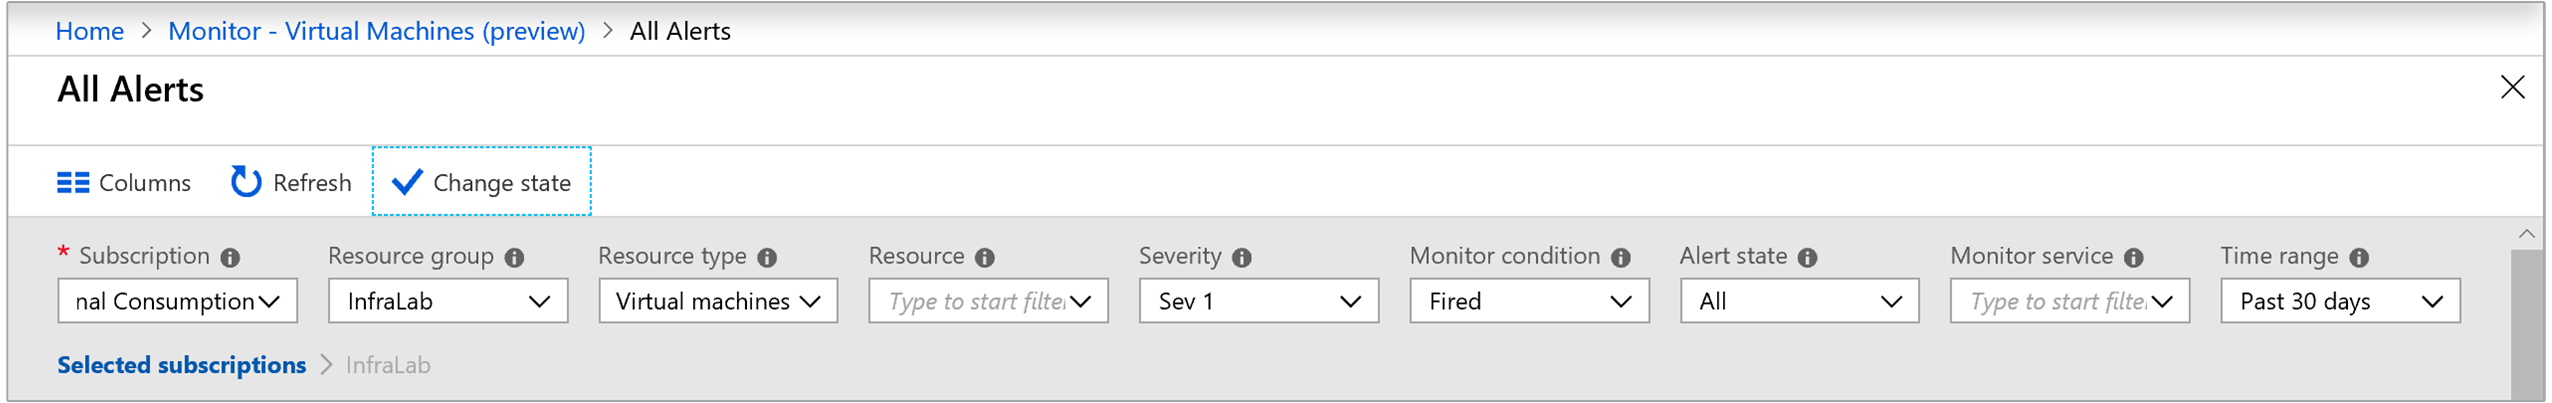 Home > Monitor - Virtual Machines (preview) > All Alerts
All Alerts
Columns Refresh Change state
* Subscription Resource group Resource type Resource Severity Monitor condition Alert state Monitor service Time range
nal Consumption InfraLab Virtual machines Type to start filte Sev 1 Fired All Type to start filte Past 30 days
Selected subscriptions > InfraLab